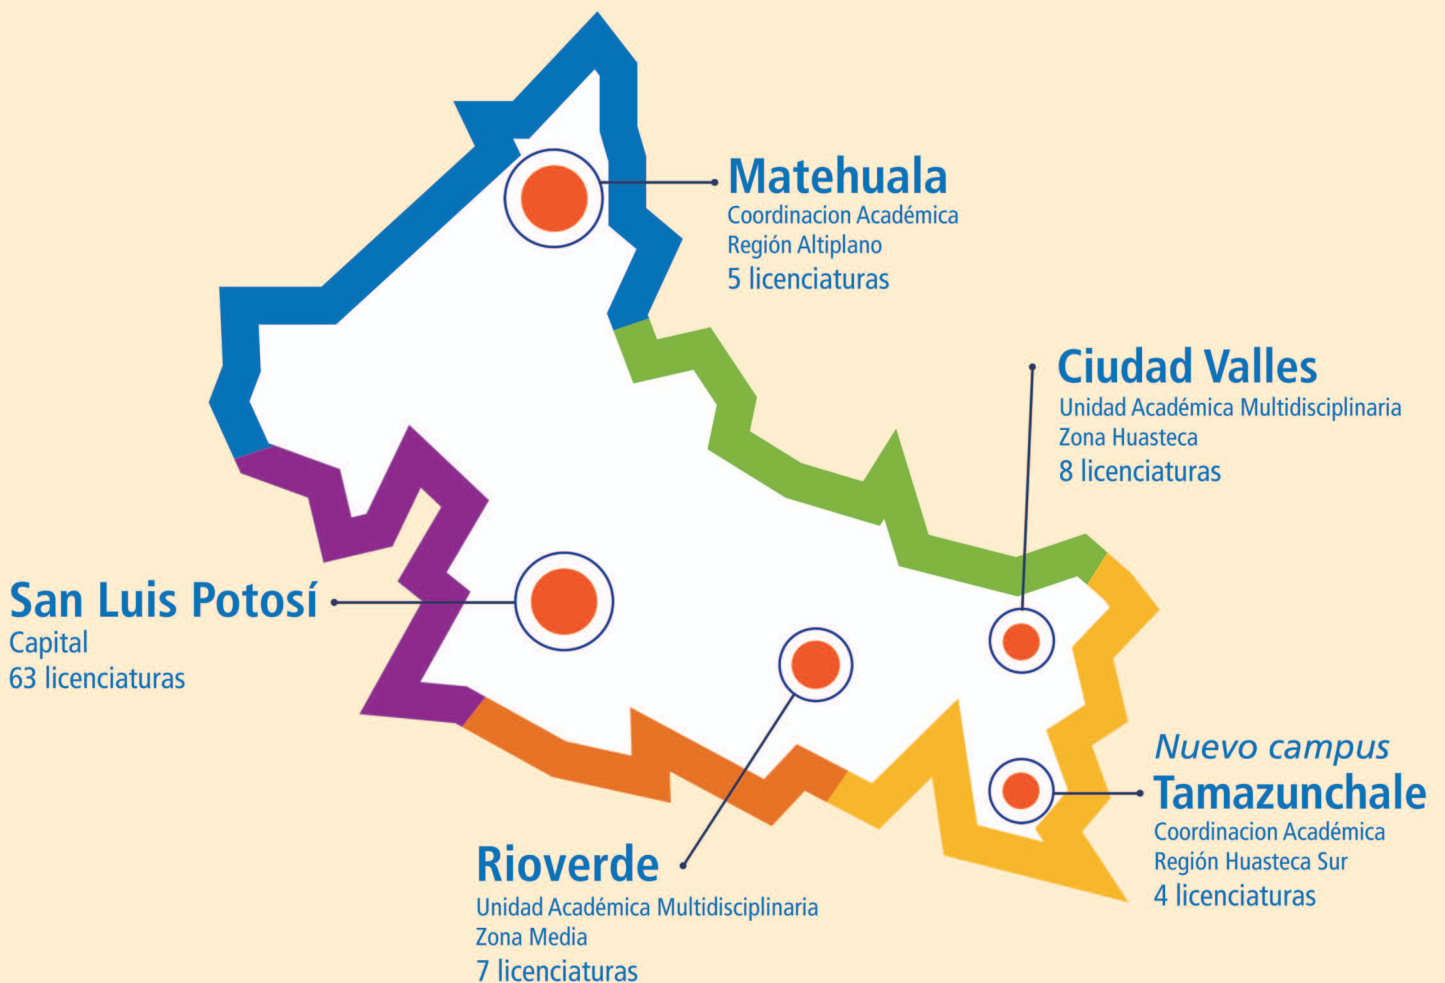 Matehuala
Coordinacion Académica
Región Altiplano
5 licenciaturas
Ciudad Valles
Unidad Académica Multidisciplinaria
Zona Huasteca
8 licenciaturas
San Luis Potosí
Capital
63 licenciaturas
Nuevo campus
Tamazunchale
Coordinacion Académica
Región Huasteca Sur
4 licenciaturas
Rioverde
Unidad Académica Multidisciplinaria
Zona Media
7 licenciaturas